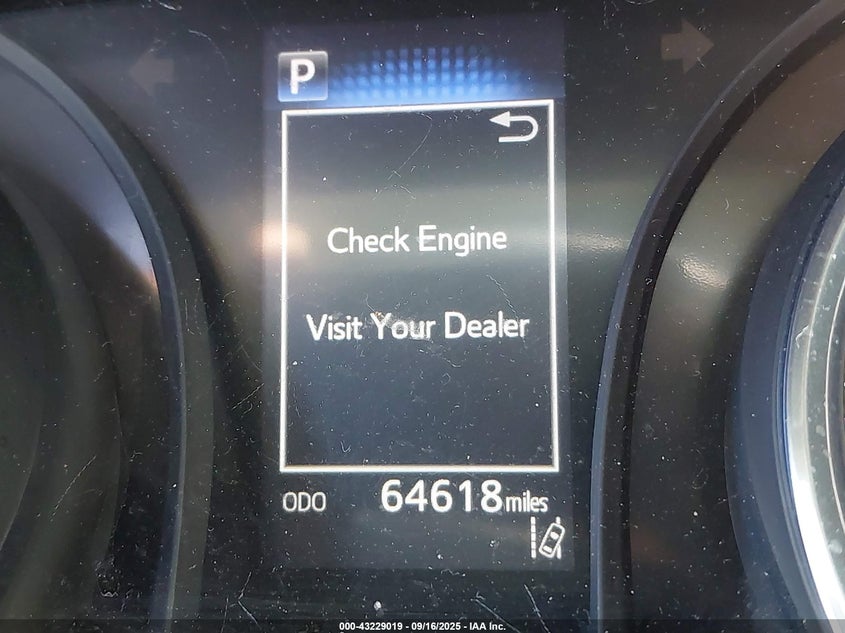 P
Check Engine
Visit Your Dealer
ODO 64618 miles
000-43229019 - 09/16/2025 - IAA Inc.